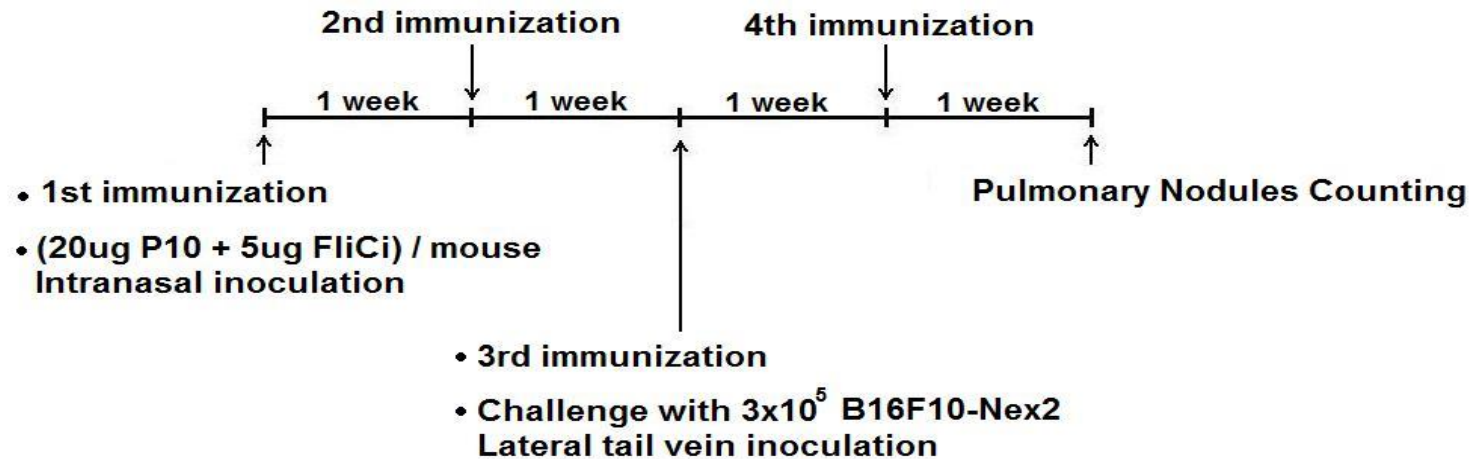 2nd immunization
4th immunization
1 week
1 week
1 week
1 week
• 1st immunization
• (20ug P10 + 5ug FliCi) / mouse
Intranasal inoculation
Pulmonary Nodules Counting
• 3rd immunization
• Challenge with 3x10⁵ B16F10-Nex2
Lateral tail vein inoculation